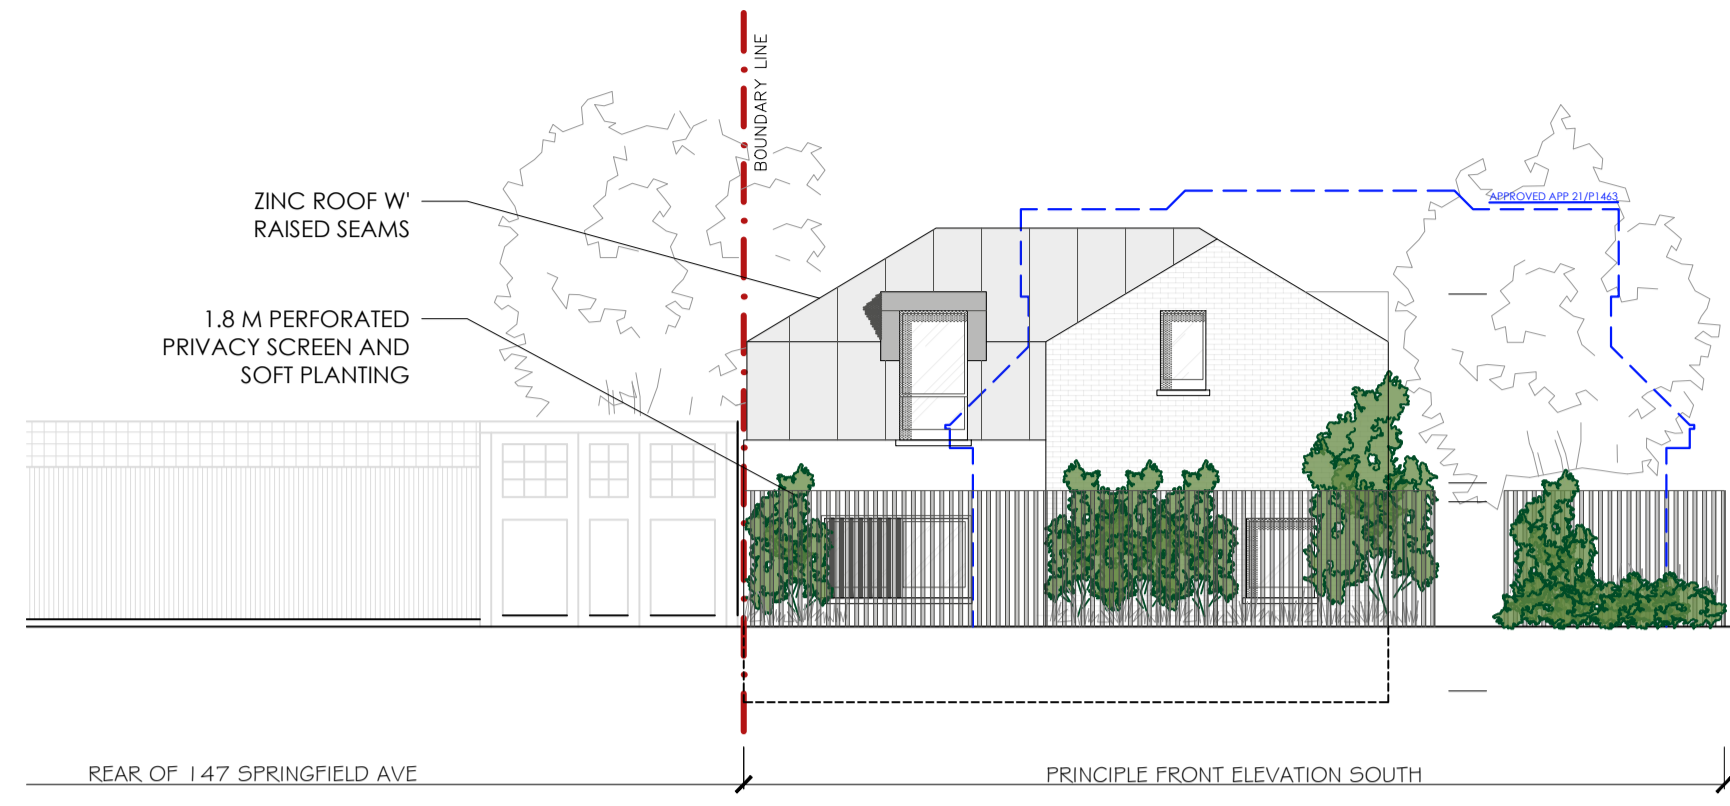 BOUNDARY LINE
ZINC ROOF W'
RAISED SEAMS
APPROVED APP 21/P1463
1.8 M PERFORATED
PRIVACY SCREEN AND
SOFT PLANTING
REAR OF 147 SPRINGFIELD AVE
PRINCIPLE FRONT ELEVATION SOUTH